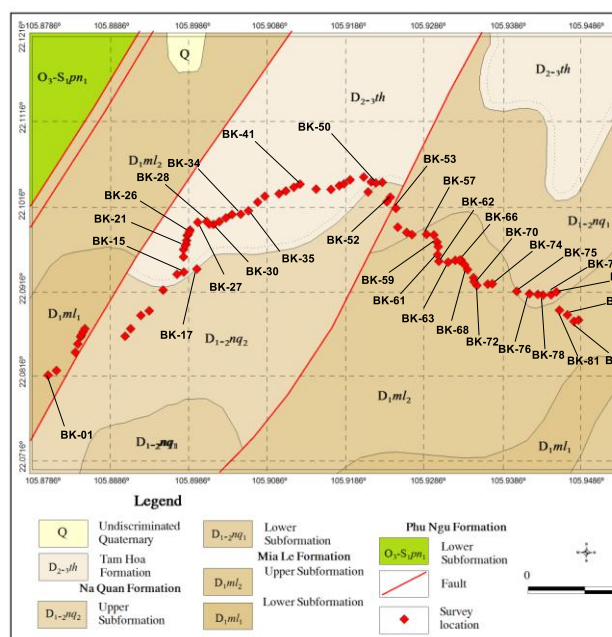 105.8786° 105.8886° 105.8986° 105.9086° 105.9186° 105.9286° 105.9386° 105.9486°
22.1216°
22.1116°
22.1016°
22.0916°
22.0816°
22.0716°
O₃-S₁pn₁
Q
D₂₋₃th
D₂₋₃th
D₁ml₂
BK-34
BK-41
BK-50
BK-28
BK-53
BK-57
BK-26
BK-62
BK-21
BK-66
D₁₋₂nq₁
BK-15
BK-52
BK-70
BK-74
BK-75
BK-35
BK-30
BK-27
BK-59
BK-61
BK-63
BK-68
BK-72
BK-17
BK-76
BK-78
BK-81
D₁ml₁
D₁₋₂nq₂
D₁ml₂
BK-01
D₁₋₂nq₁
D₁ml₁
105.8786° 105.8886° 105.8986° 105.9086° 105.9186° 105.9286° 105.9386° 105.9486°
Legend
Q Undiscriminated Quaternary
D₂₋₃th Tam Hoa Formation
Na Quan Formation
D₁₋₂nq₂ Upper Subformation
D₁₋₂nq₁ Lower Subformation
Mia Le Formation
D₁ml₂ Upper Subformation
D₁ml₁ Lower Subformation
Phu Ngu Formation
O₃-S₁pn₁ Lower Subformation
Fault
Survey location
0